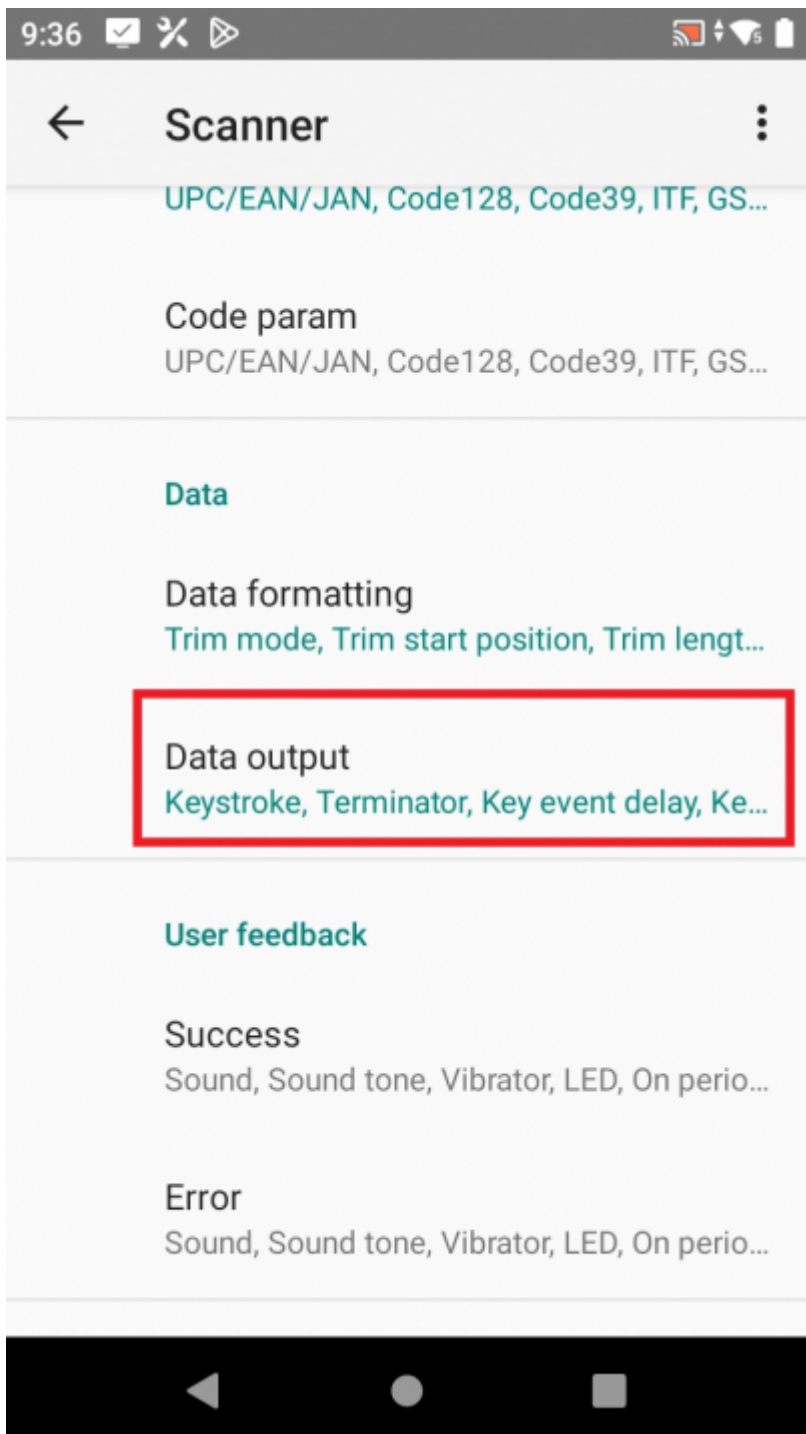 9:36
5
Scanner
UPC/EAN/JAN, Code128, Code39, ITF, GS...
Code param
UPC/EAN/JAN, Code128, Code39, ITF, GS...
Data
Data formatting
Trim mode, Trim start position, Trim lengt...
Data output
Keystroke, Terminator, Key event delay, Ke...
User feedback
Success
Sound, Sound tone, Vibrator, LED, On perio...
Error
Sound, Sound tone, Vibrator, LED, On perio...